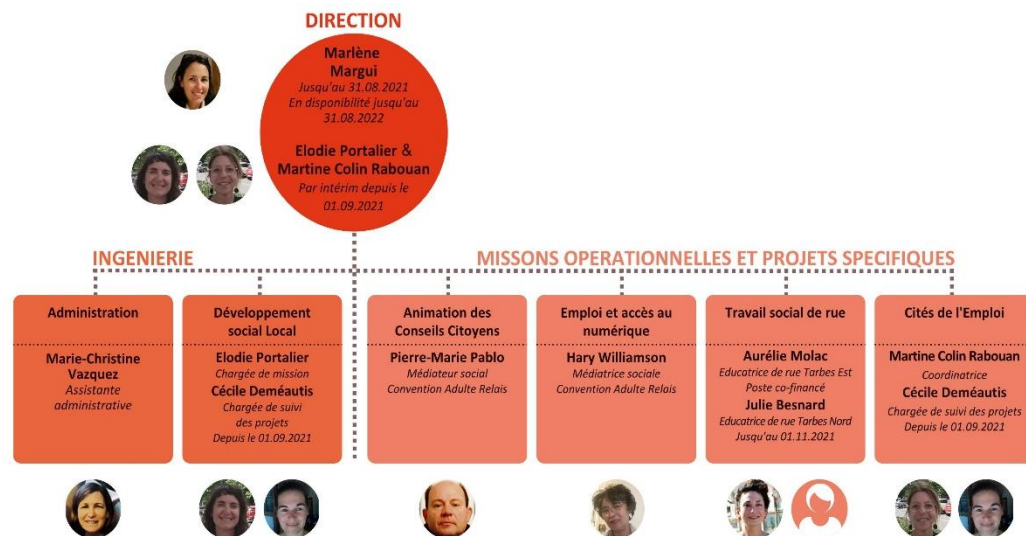 DIRECTION
Marlène
Margui
Jusqu'au 31.08.2021
En disponibilité jusqu'au
31.08.2022
Elodie Portalier &
Martine Colin Rabouan
Par intérim depuis le
01.09.2021
INGENIERIE
MISSONS OPERATIONNELLES ET PROJETS SPECIFIQUES
Administration
Marie-Christine
Vazquez
Assistante
administrative
Développement
social Local
Elodie Portalier
Chargée de mission
Cécile Deméautis
Chargée de suivi
des projets
Depuis le 01.09.2021
Animation des
Conseils Citoyens
Pierre-Marie Pablo
Médiateur social
Convention Adulte Relais
Emploi et accès au
numérique
Hary Williamson
Médiatrice sociale
Convention Adulte Relais
Travail social de rue
Aurélie Molac
Educatrice de rue Tarbes Est
Poste co-financé
Julie Besnard
Educatrice de rue Tarbes Nord
Jusqu'au 01.11.2021
Cités de l'Emploi
Martine Colin Rabouan
Coordinatrice
Cécile Deméautis
Chargée de suivi des projets
Depuis le 01.09.2021